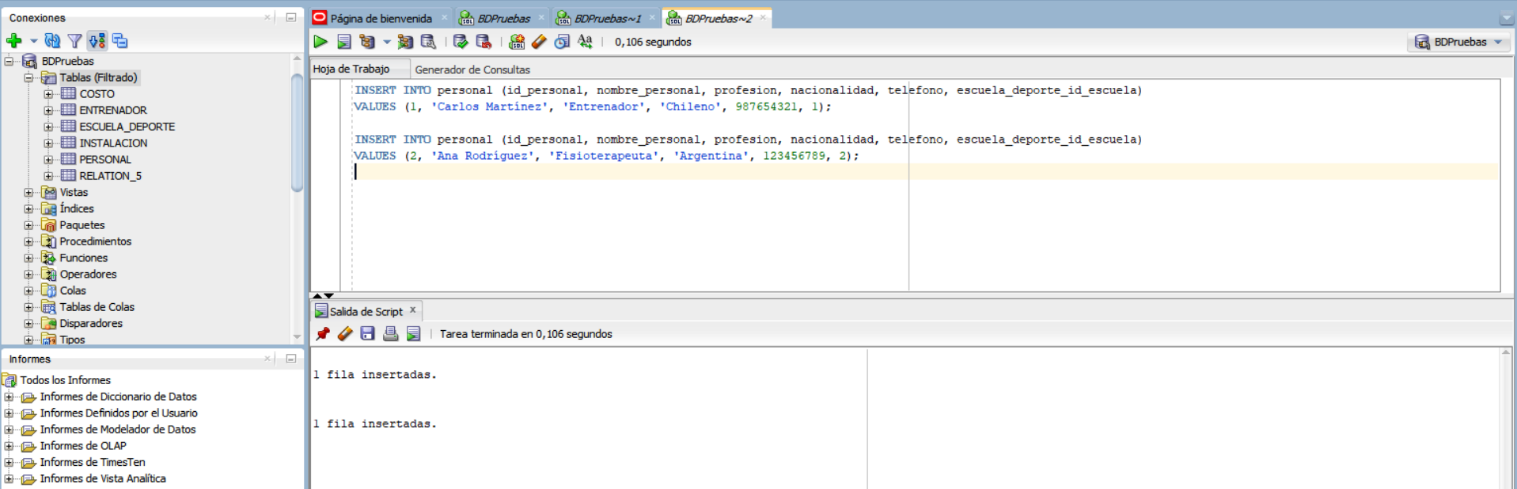 Conexiones
BDPruebas
Tablas (Filtrado)
COSTO
ENTRENADOR
ESCUELA_DEPORTE
INSTALACION
PERSONAL
RELATION_5
Vistas
Índices
Paquetes
Procedimientos
Funciones
Operadores
Colas
Tablas de Colas
Disparadores
Tipos
Informes
Todos los Informes
Informes de Diccionario de Datos
Informes Definidos por el Usuario
Informes de Modelador de Datos
Informes de OLAP
Informes de TimesTen
Informes de Vista Analítica
Página de bienvenida
BDPruebas
BDPruebas~1
BDPruebas~2
0,106 segundos
BDPruebas
Hoja de Trabajo
Generador de Consultas
INSERT INTO personal (id_personal, nombre_personal, profesion, nacionalidad, telefono, escuela_deporte_id_escuela)
VALUES (1, 'Carlos Martínez', 'Entrenador', 'Chileno', 987654321, 1);
INSERT INTO personal (id_personal, nombre_personal, profesion, nacionalidad, telefono, escuela_deporte_id_escuela)
VALUES (2, 'Ana Rodríguez', 'Fisioterapeuta', 'Argentina', 123456789, 2);
Salida de Script
Tarea terminada en 0,106 segundos
1 fila insertadas.
1 fila insertadas.